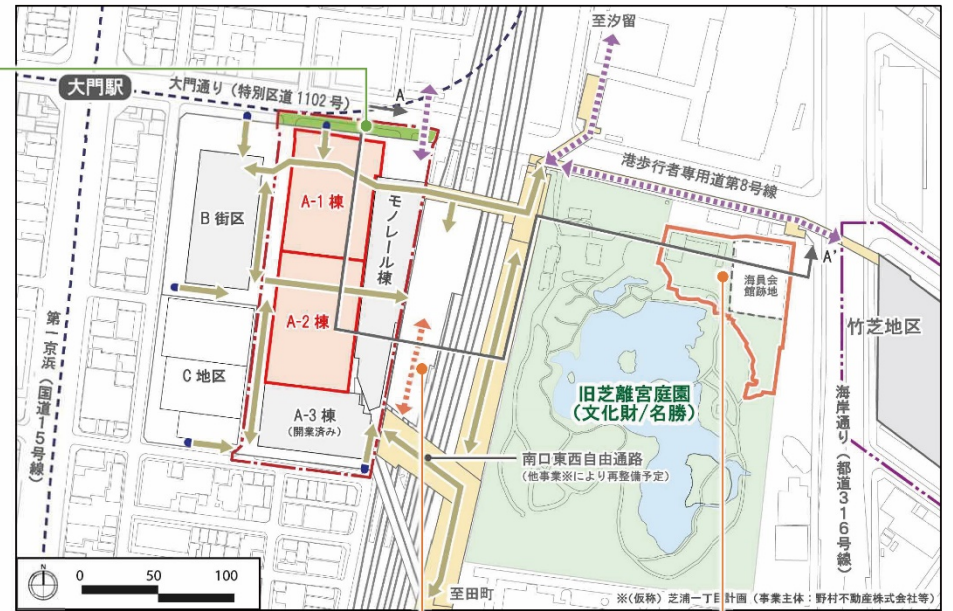 至汐留
大門通り（特別区道1102号）
A
大門駅
港歩行者専用道第8号線
A-1 棟
モノレール棟
B 街区
A'
海員会
館跡地
竹芝地区
A-2 棟
第一京浜（国道15号線）
C 地区
旧芝離宮庭園
（文化財/名勝）
海岸通り（都道316号線）
A-3 棟
（開業済み）
南口東西自由通路
（他事業※により再整備予定）
0 50 100
至田町
※（仮称）芝浦一丁目計画（事業主体：野村不動産株式会社等）